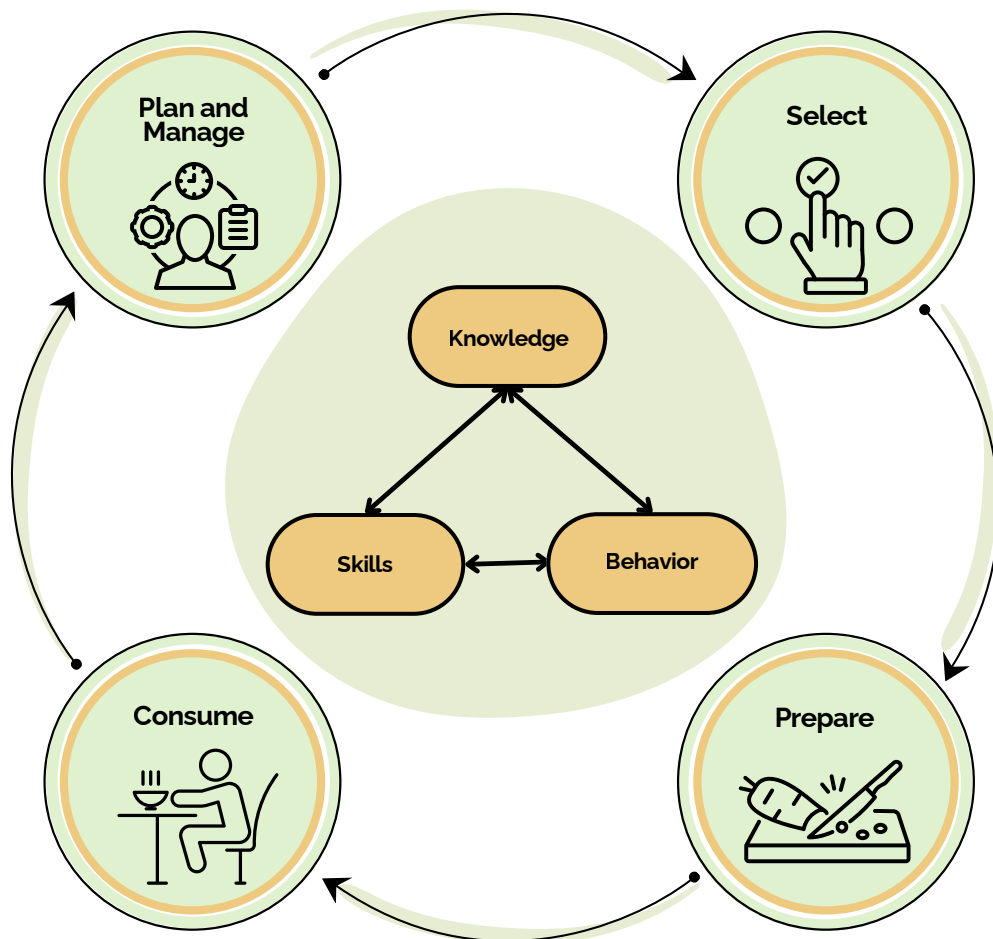 Plan and
Manage
Select
Knowledge
Skills
Behavior
Consume
Prepare